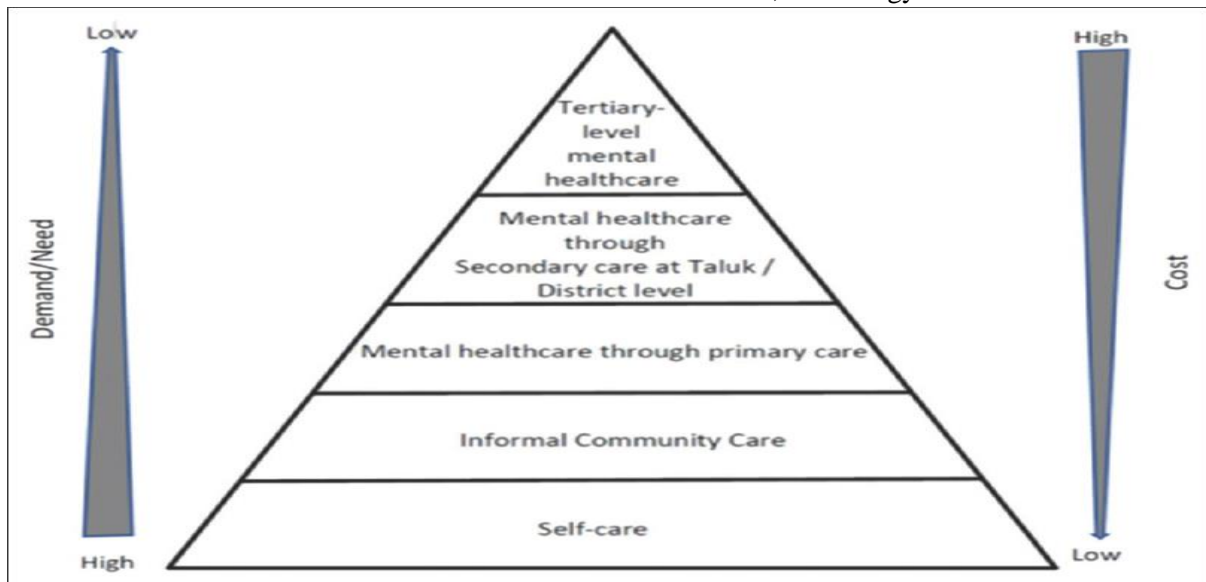 Low
High
Tertiary-
level
mental
healthcare
Mental healthcare
through
Secondary care at Taluk /
District level
Demand/Need
Cost
Mental healthcare through primary care
Informal Community Care
Self-care
High
Low